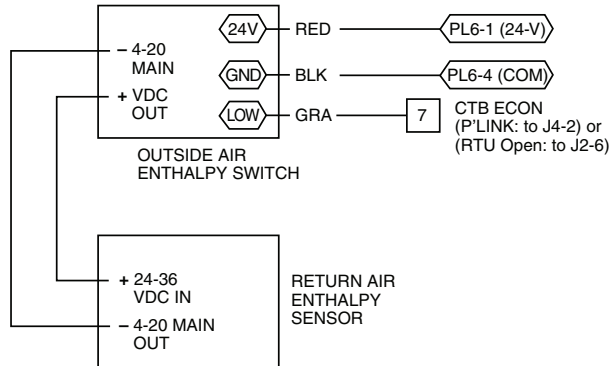 24V RED PL6-1 (24-V)
– 4-20
MAIN
GND BLK PL6-4 (COM)
+ VDC
OUT
LOW GRA 7 CTB ECON
(P'LINK: to J4-2) or
(RTU Open: to J2-6)
OUTSIDE AIR
ENTHALPY SWITCH
+ 24-36
VDC IN
– 4-20 MAIN
OUT
RETURN AIR
ENTHALPY
SENSOR